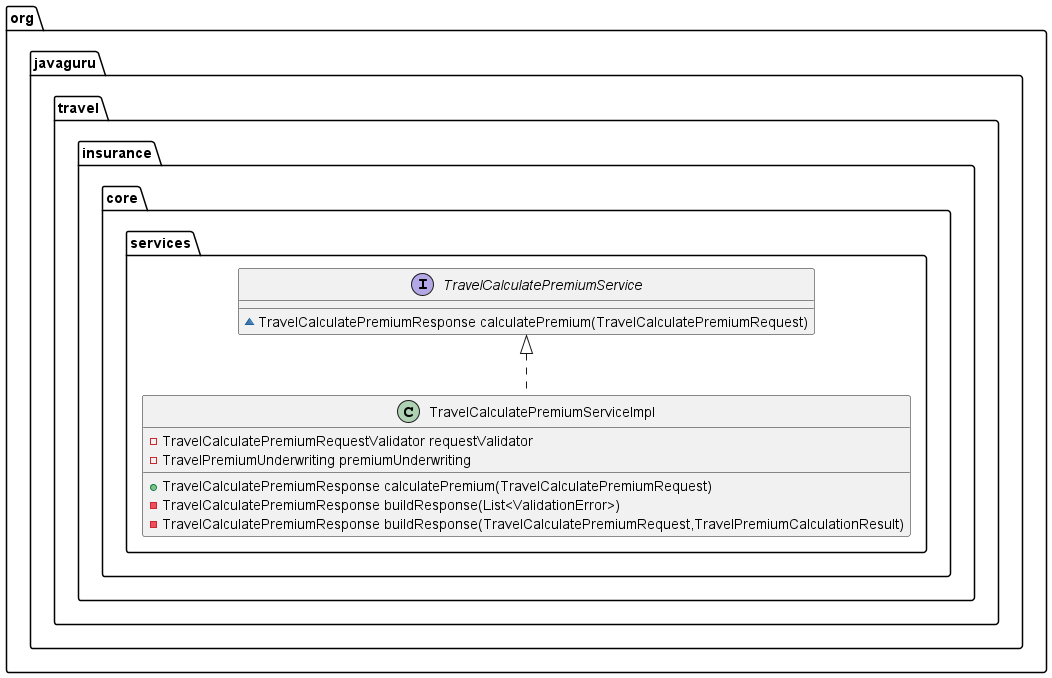 org
javaguru
travel
insurance
core
services
I TravelCalculatePremiumService
TravelCalculatePremiumResponse calculatePremium(TravelCalculatePremiumRequest)
C TravelCalculatePremiumServiceImpl
TravelCalculatePremiumRequestValidator requestValidator
TravelPremiumUnderwriting premiumUnderwriting
TravelCalculatePremiumResponse calculatePremium(TravelCalculatePremiumRequest)
TravelCalculatePremiumResponse buildResponse(List<ValidationError>)
TravelCalculatePremiumResponse buildResponse(TravelCalculatePremiumRequest,TravelPremiumCalculationResult)